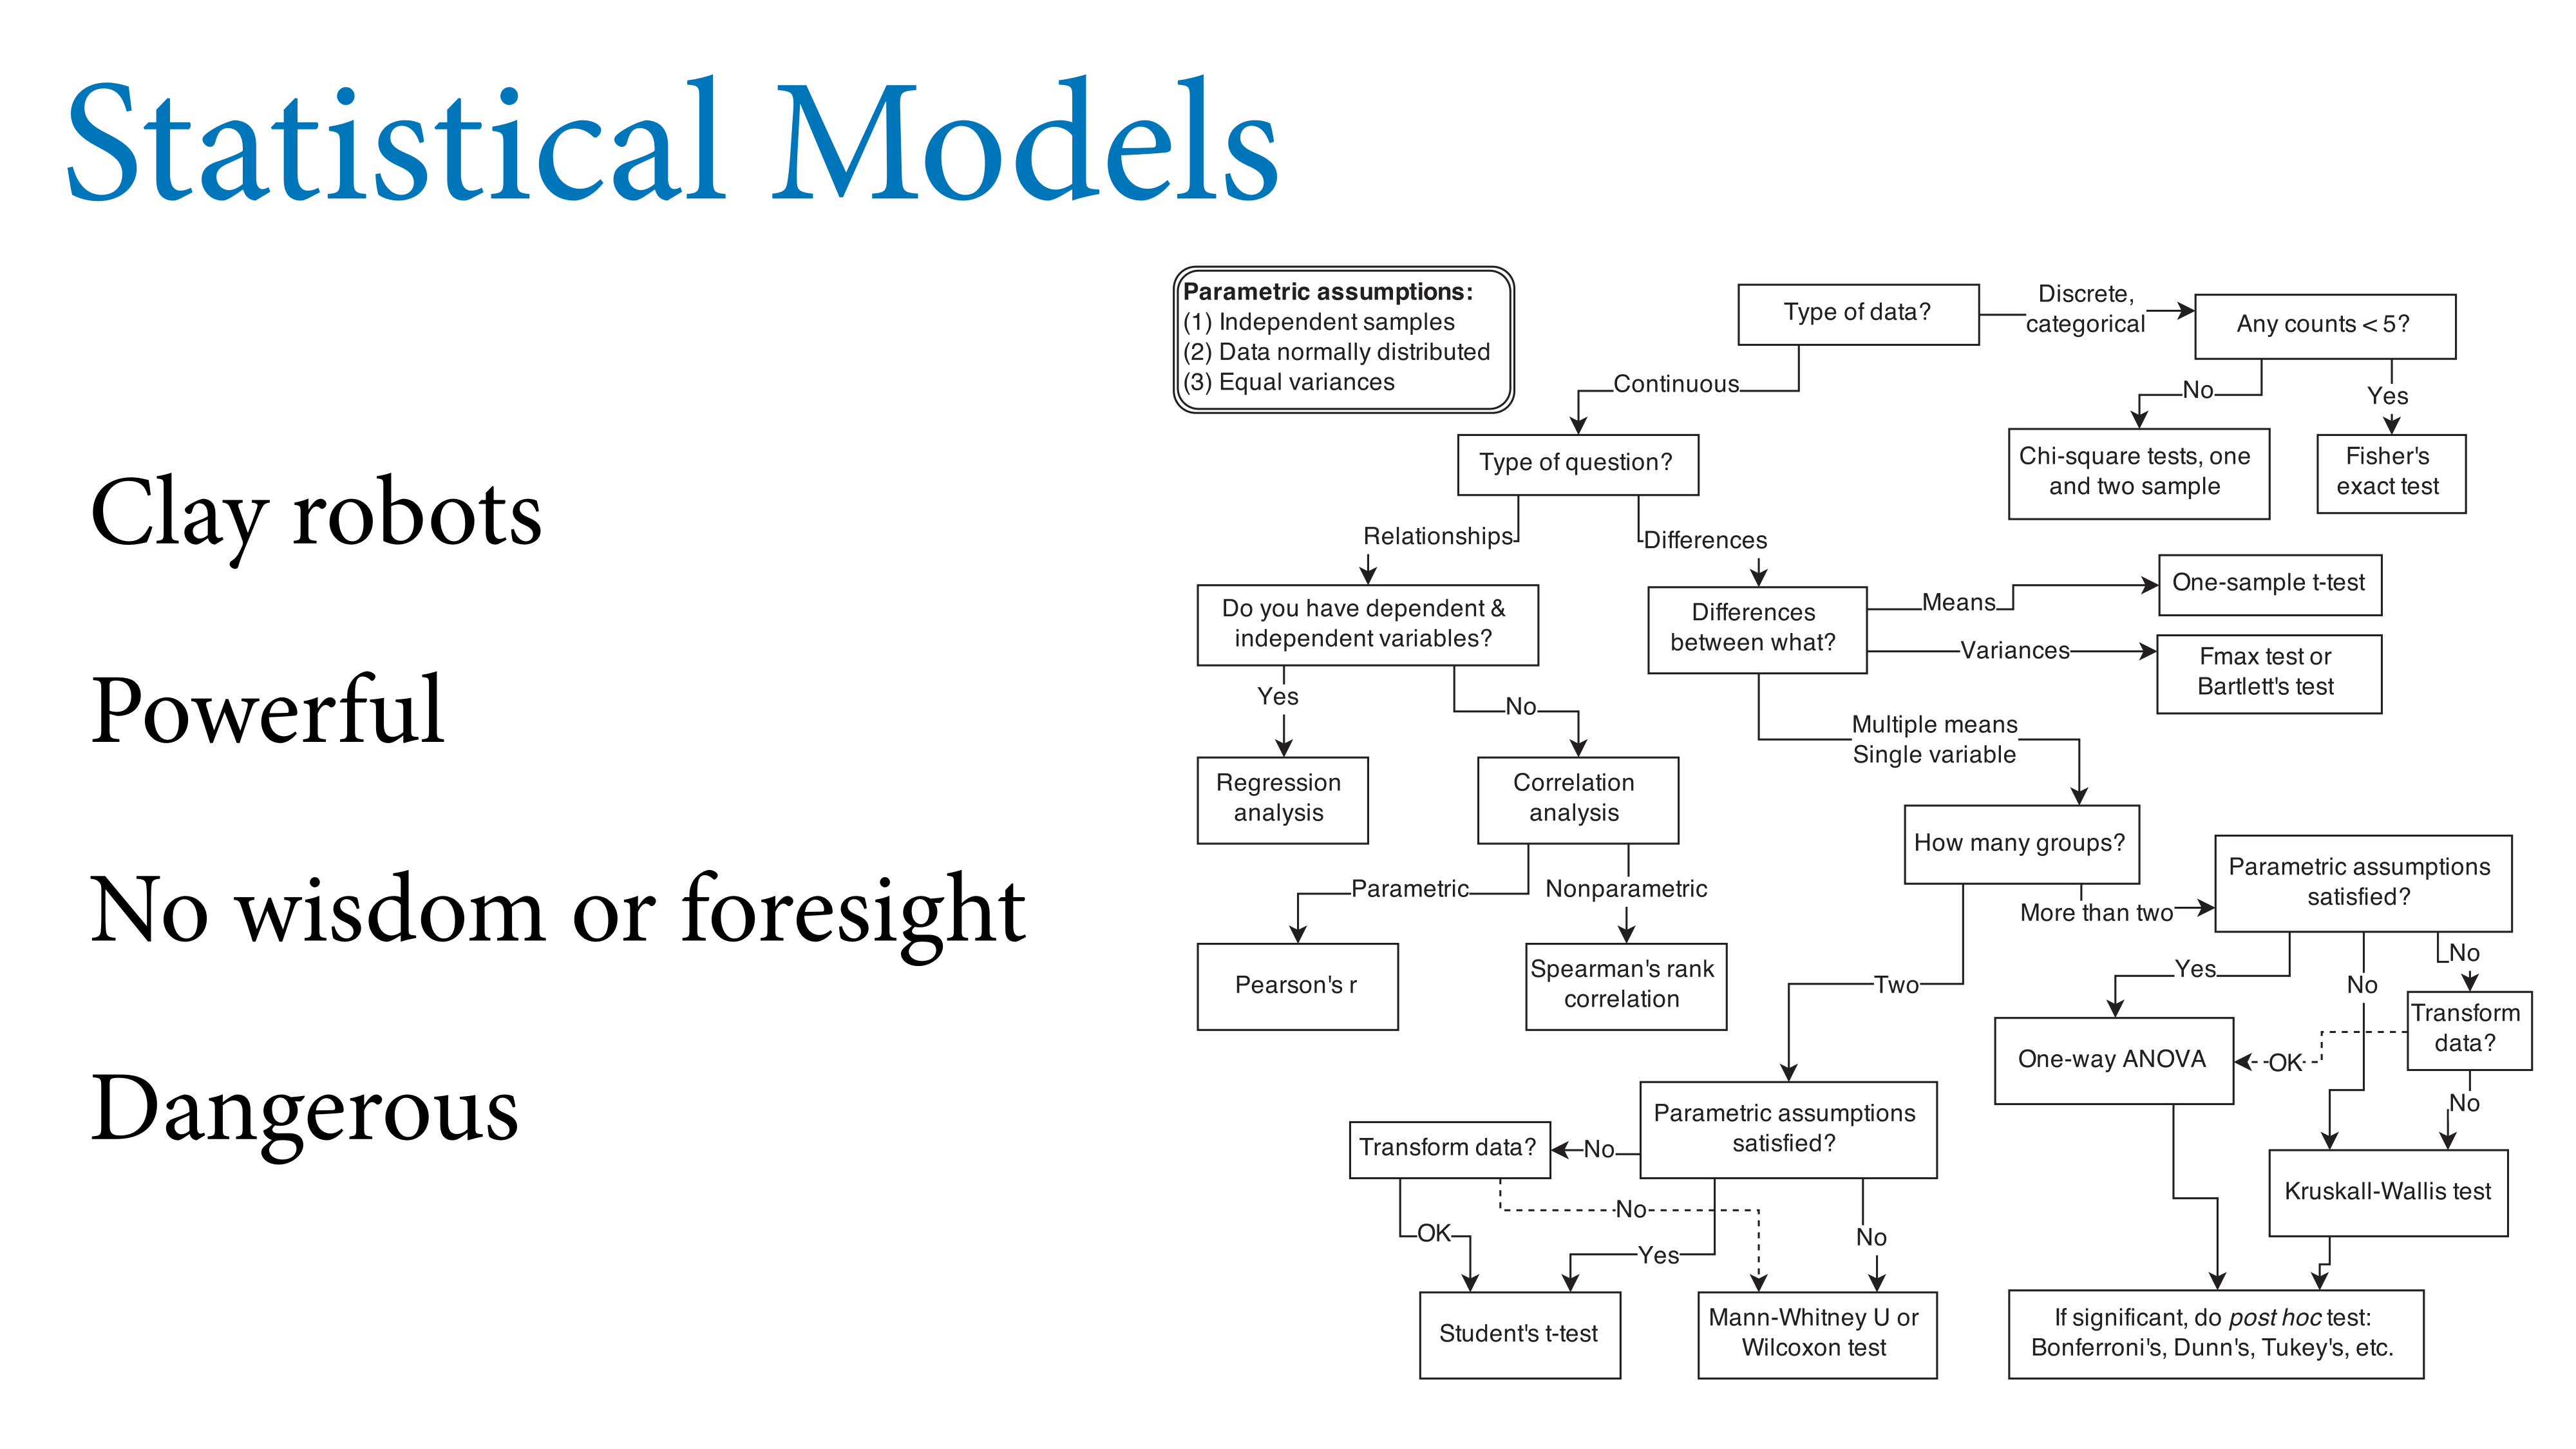 Statistical Models
Clay robots
Powerful
No wisdom or foresight
Dangerous
Parametric assumptions:
(1) Independent samples
(2) Data normally distributed
(3) Equal variances
Type of data?
Discrete,
categorical
Any counts < 5?
Continuous
No
Yes
Chi-square tests, one
and two sample
Fisher's
exact test
Type of question?
Relationships
Differences
Do you have dependent &
independent variables?
Differences
between what?
Means
One-sample t-test
Variances
Fmax test or
Bartlett's test
Yes
No
Multiple means
Single variable
Regression
analysis
Correlation
analysis
How many groups?
Parametric
Nonparametric
More than two
Parametric assumptions
satisfied?
Pearson's r
Spearman's rank
correlation
Two
Yes
No
No
Transform
data?
One-way ANOVA
OK
No
Parametric assumptions
satisfied?
Transform data?
No
Kruskall-Wallis test
No
OK
Yes
No
Student's t-test
Mann-Whitney U or
Wilcoxon test
If significant, do post hoc test:
Bonferroni's, Dunn's, Tukey's, etc.